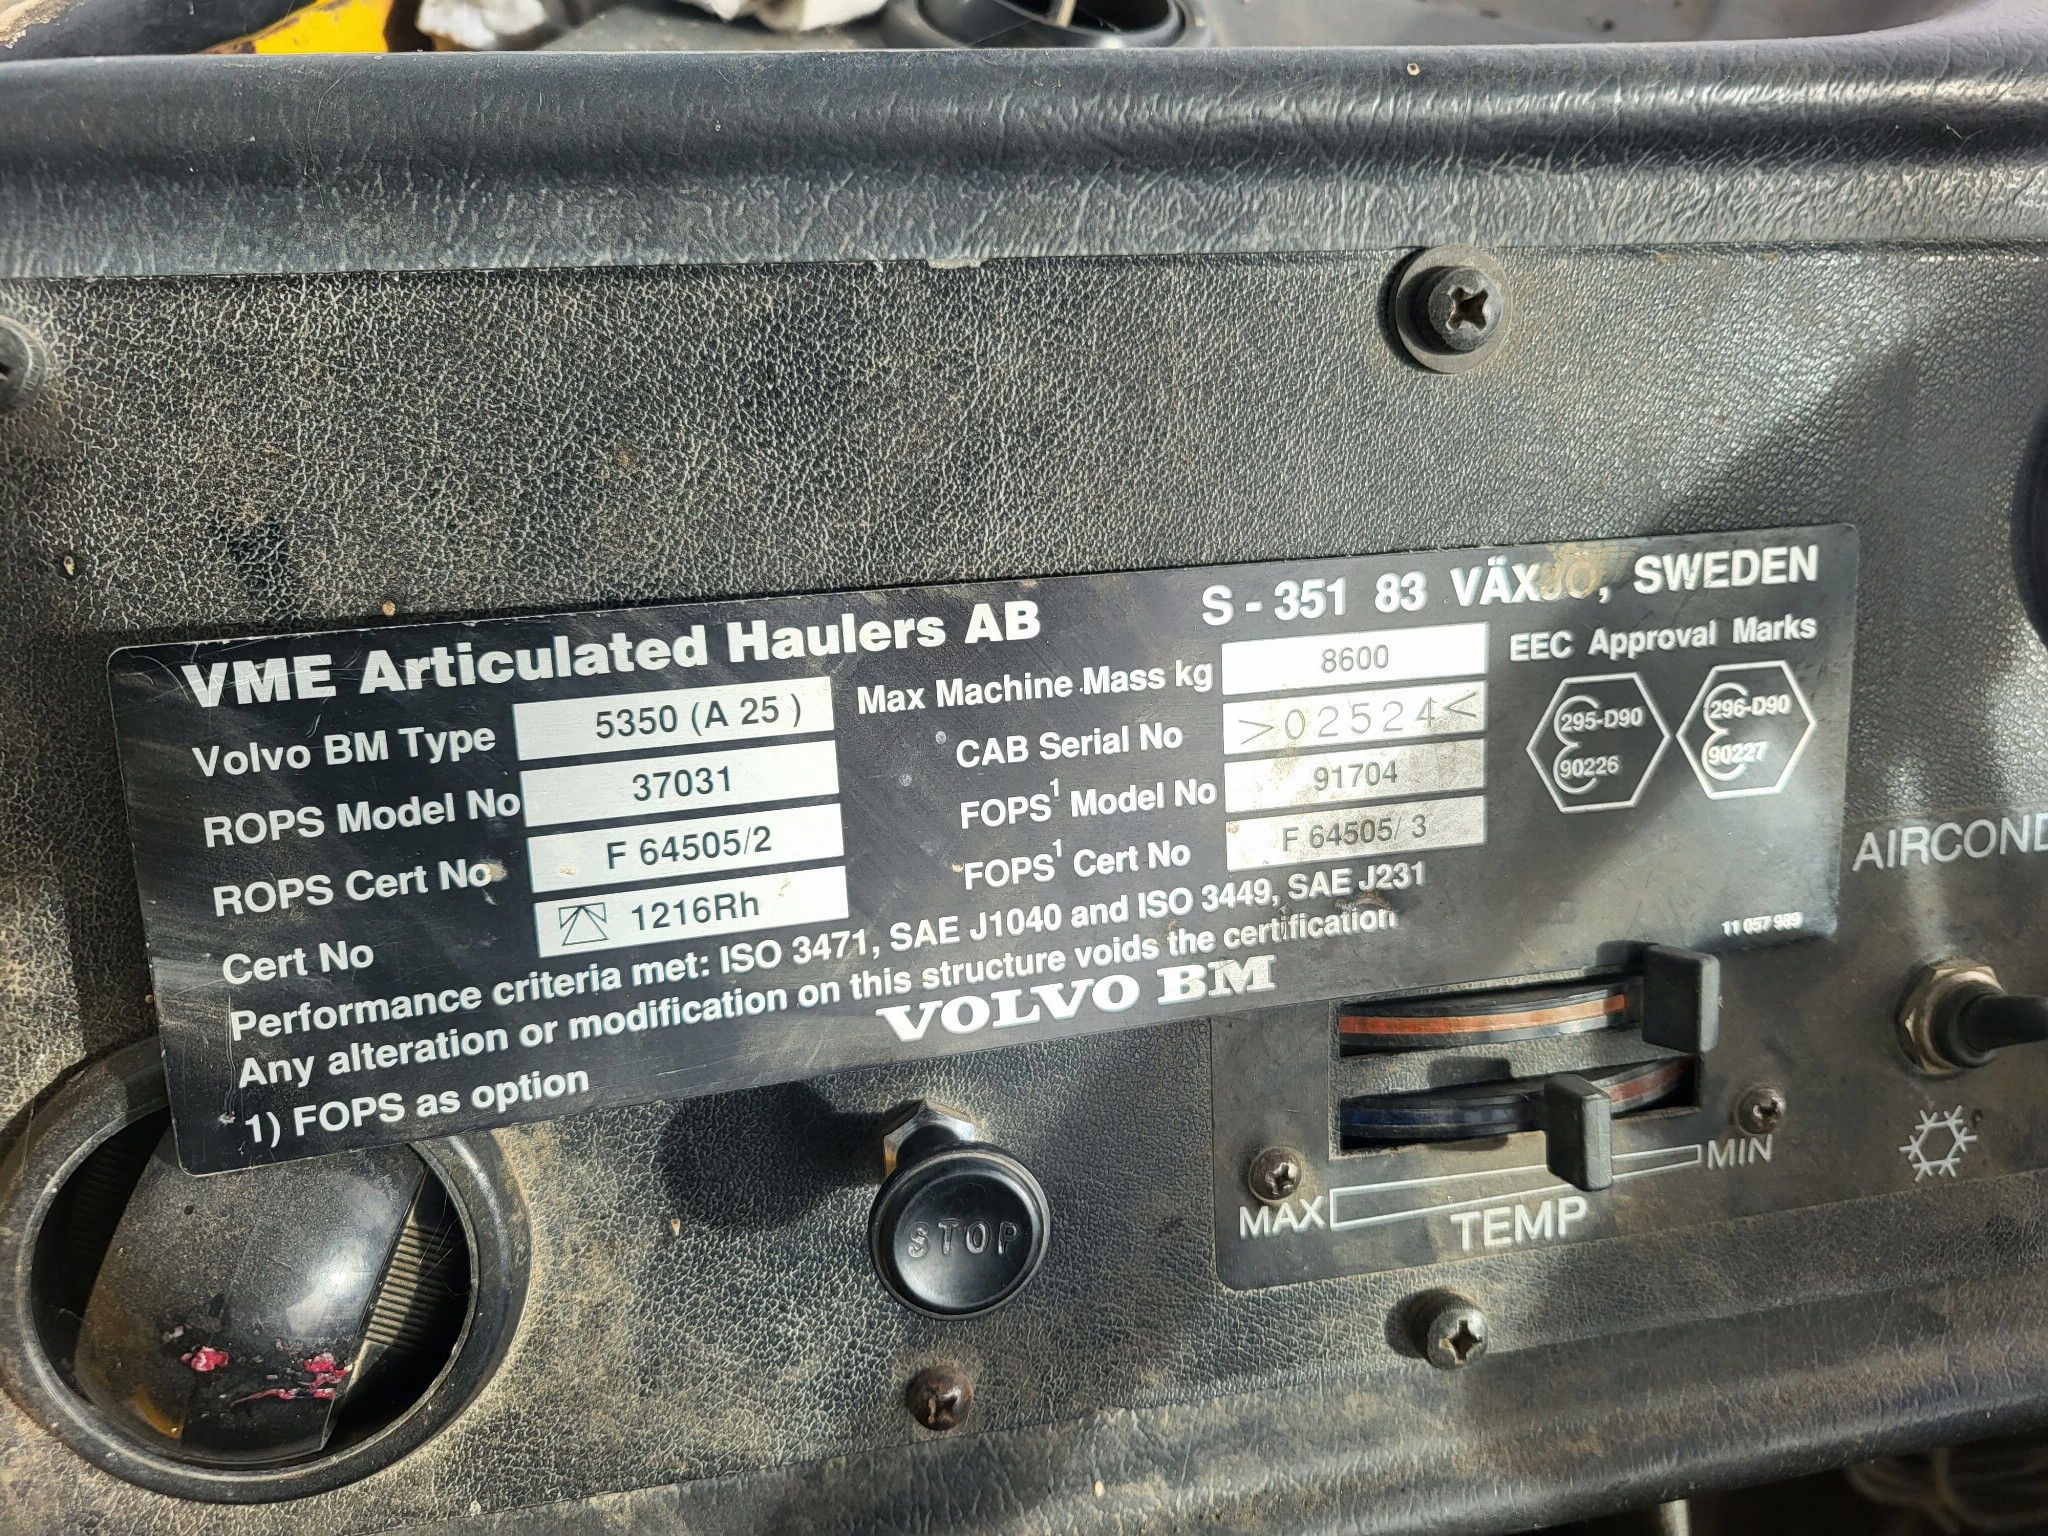 VME Articulated Haulers AB S - 351 83 VÄXJÖ, SWEDEN
Volvo BM Type 5350 (A 25 ) Max Machine Mass kg 8600 EEC Approval Marks
ROPS Model No 37031 CAB Serial No >02524< 295-D90 296-D90
ROPS Cert No F 64505/2 FOPS¹ Model No 91704 90226 90227
Cert No 1216Rh FOPS¹ Cert No F 64505/ 3
Performance criteria met: ISO 3471, SAE J1040 and ISO 3449, SAE J231
Any alteration or modification on this structure voids the certification
1) FOPS as option VOLVO BM 11 057 989
AIRCOND
STOP
MAX TEMP MIN